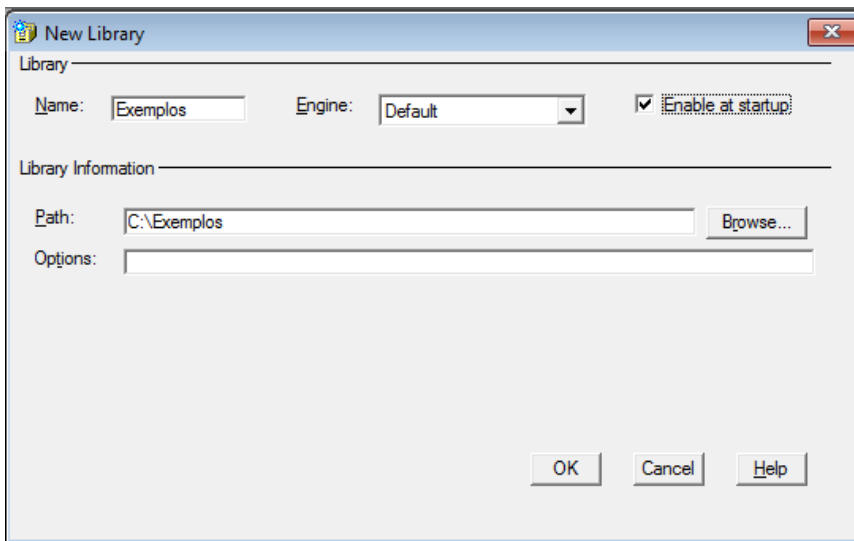 New Library
Library
Name: Exemplos Engine: Default Enable at startup
Library Information
Path: C:\Exemplos Browse...
Options:
OK Cancel Help